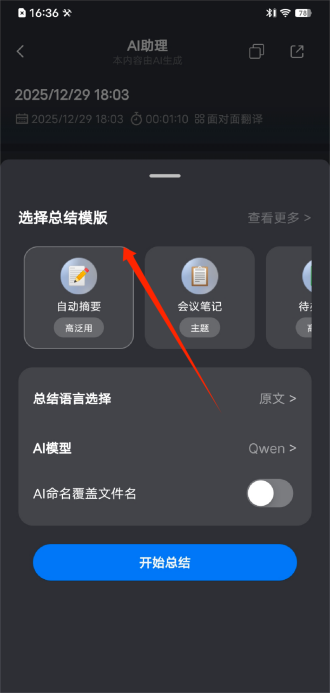 16:36
78
AI助理
本内容由AI生成
2025/12/29 18:03
2025/12/29 18:03 00:01:10 面对面翻译
选择总结模版
查看更多 >
自动摘要
高泛用
会议笔记
主题
待
总结语言选择
原文 >
AI模型
Qwen >
AI命名覆盖文件名
开始总结